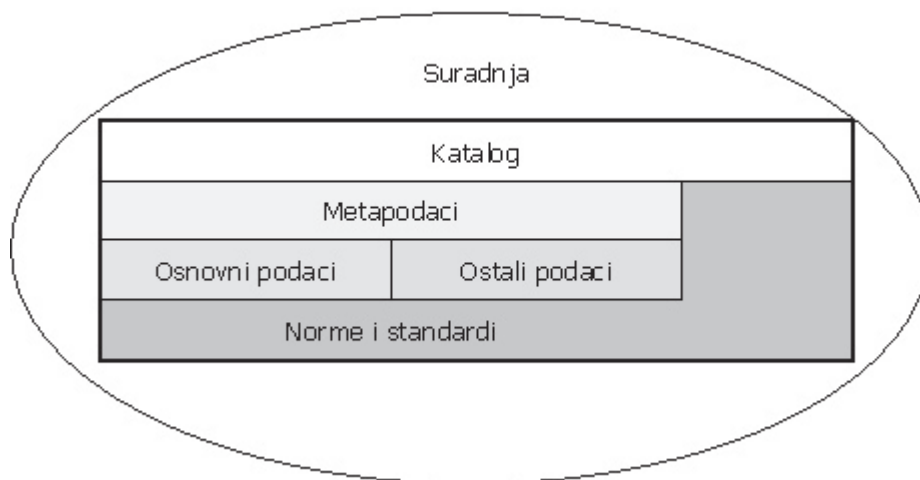 Suradnja
Katalog
Metapodaci
Osnovni podaci
Ostali podaci
Norme i standardi